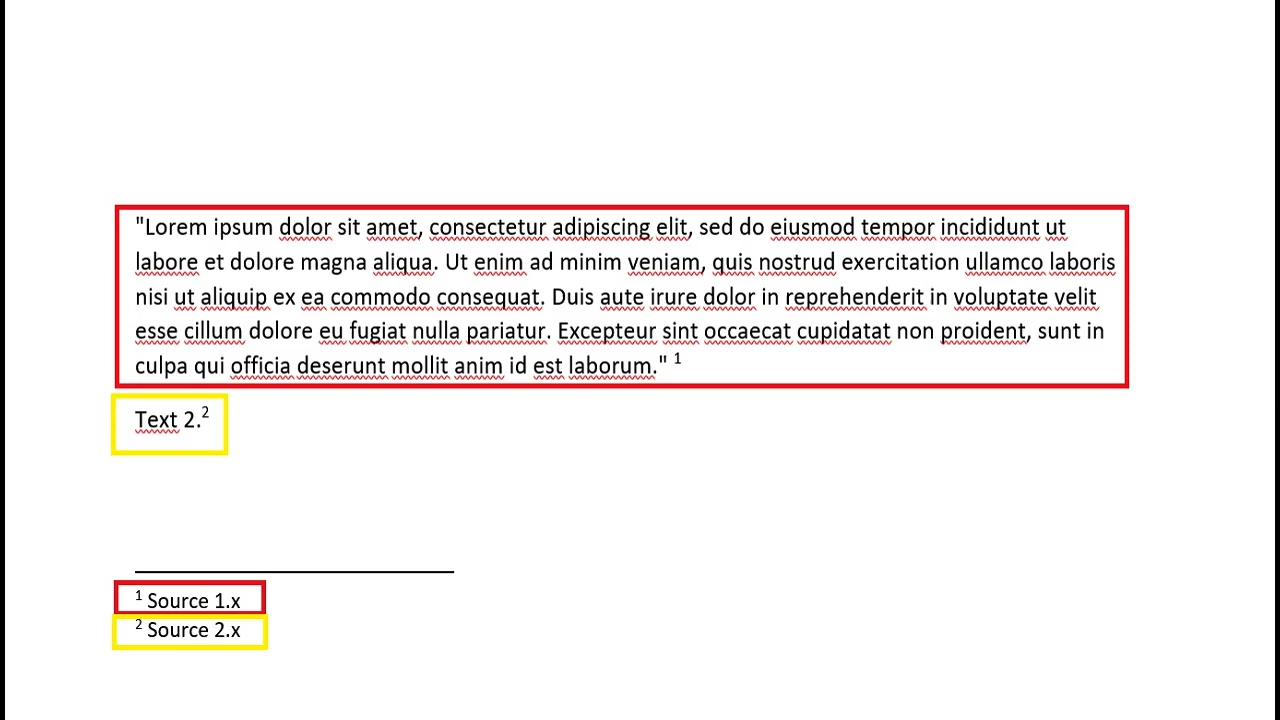 "Lorem ipsum dolor sit amet, consectetur adipiscing elit, sed do eiusmod tempor incididunt ut
labore et dolore magna aliqua. Ut enim ad minim veniam, quis nostrud exercitation ullamco laboris
nisi ut aliquip ex ea commodo consequat. Duis aute irure dolor in reprehenderit in voluptate velit
esse cillum dolore eu fugiat nulla pariatur. Excepteur sint occaecat cupidatat non proident, sunt in
culpa qui officia deserunt mollit anim id est laborum." ¹
Text 2.²
¹ Source 1.x
² Source 2.x